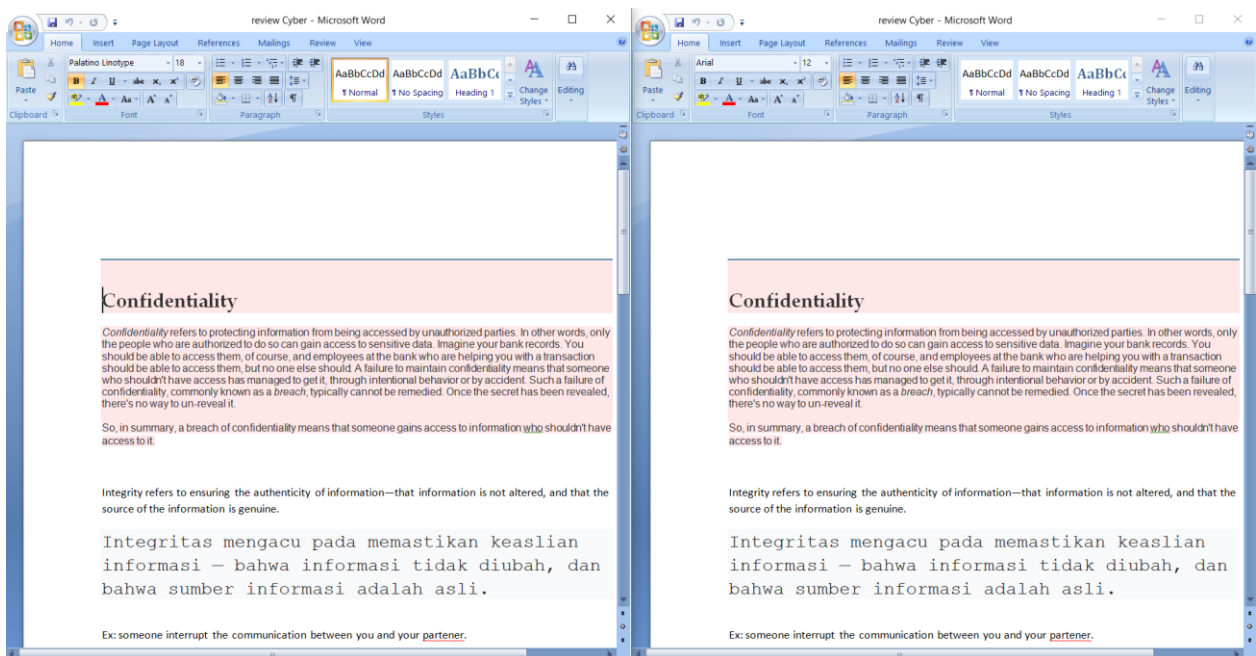 review Cyber - Microsoft Word
Home Insert Page Layout References Mailings Review View
Palatino Linotype 18
Paste
B I U abc x, x² Aa A A
AaBbCcDd AaBbCcDd AaBbCc
¶ Normal ¶ No Spacing Heading 1
Change Styles
Editing
Clipboard Font Paragraph Styles
Confidentiality
Confidentiality refers to protecting information from being accessed by unauthorized parties. In other words, only
the people who are authorized to do so can gain access to sensitive data. Imagine your bank records. You
should be able to access them, of course, and employees at the bank who are helping you with a transaction
should be able to access them, but no one else should. A failure to maintain confidentiality means that someone
who shouldn't have access has managed to get it, through intentional behavior or by accident. Such a failure of
confidentiality, commonly known as a breach, typically cannot be remedied. Once the secret has been revealed,
there's no way to un-reveal it.
So, in summary, a breach of confidentiality means that someone gains access to information who shouldn't have
access to it.
Integrity refers to ensuring the authenticity of information—that information is not altered, and that the
source of the information is genuine.
Integritas mengacu pada memastikan keaslian
informasi — bahwa informasi tidak diubah, dan
bahwa sumber informasi adalah asli.
Ex: someone interrupt the communication between you and your partener.
review Cyber - Microsoft Word
Home Insert Page Layout References Mailings Review View
Arial 12
Paste
B I U abc x, x² Aa A A
AaBbCcDd AaBbCcDd AaBbCc
¶ Normal ¶ No Spacing Heading 1
Change Styles
Editing
Clipboard Font Paragraph Styles
Confidentiality
Confidentiality refers to protecting information from being accessed by unauthorized parties. In other words, only
the people who are authorized to do so can gain access to sensitive data. Imagine your bank records. You
should be able to access them, of course, and employees at the bank who are helping you with a transaction
should be able to access them, but no one else should. A failure to maintain confidentiality means that someone
who shouldn't have access has managed to get it, through intentional behavior or by accident. Such a failure of
confidentiality, commonly known as a breach, typically cannot be remedied. Once the secret has been revealed,
there's no way to un-reveal it.
So, in summary, a breach of confidentiality means that someone gains access to information who shouldn't have
access to it.
Integrity refers to ensuring the authenticity of information—that information is not altered, and that the
source of the information is genuine.
Integritas mengacu pada memastikan keaslian
informasi — bahwa informasi tidak diubah, dan
bahwa sumber informasi adalah asli.
Ex: someone interrupt the communication between you and your partener.